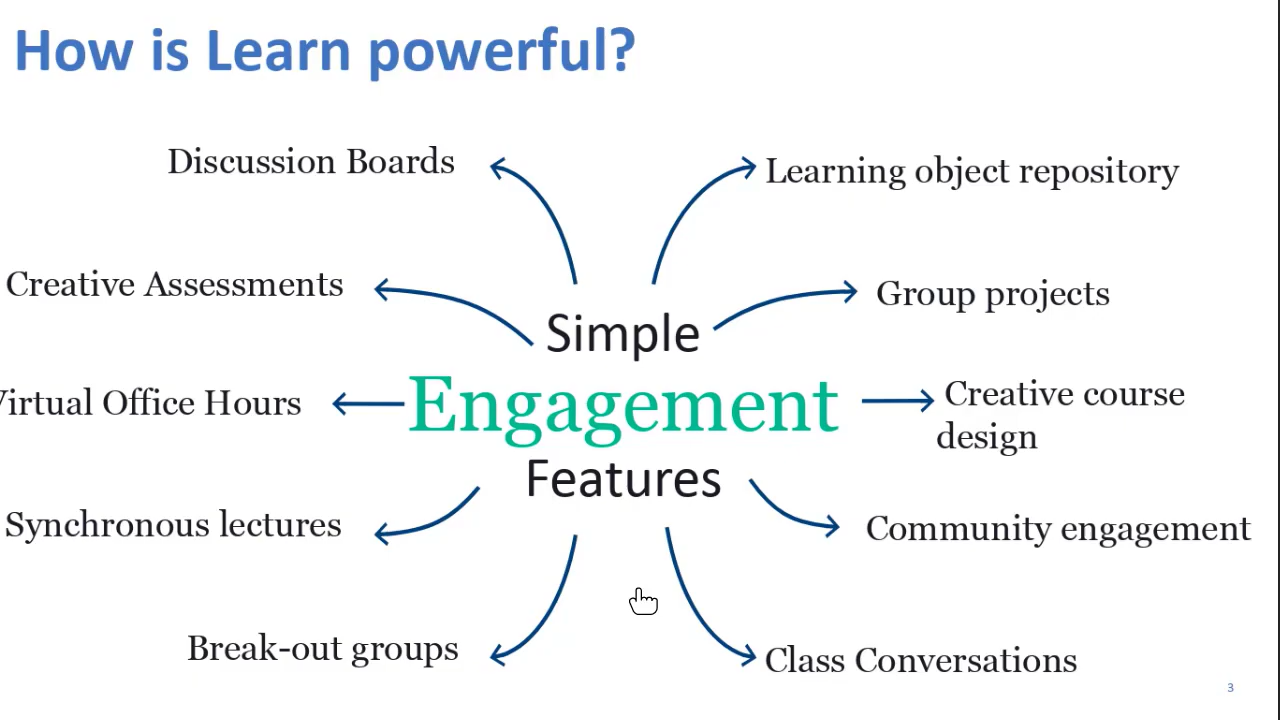 How is Learn powerful?
Discussion Boards
Learning object repository
Creative Assessments
Group projects
Simple
Virtual Office Hours
Engagement
Creative course
design
Features
Synchronous lectures
Community engagement
Break-out groups
Class Conversations
3